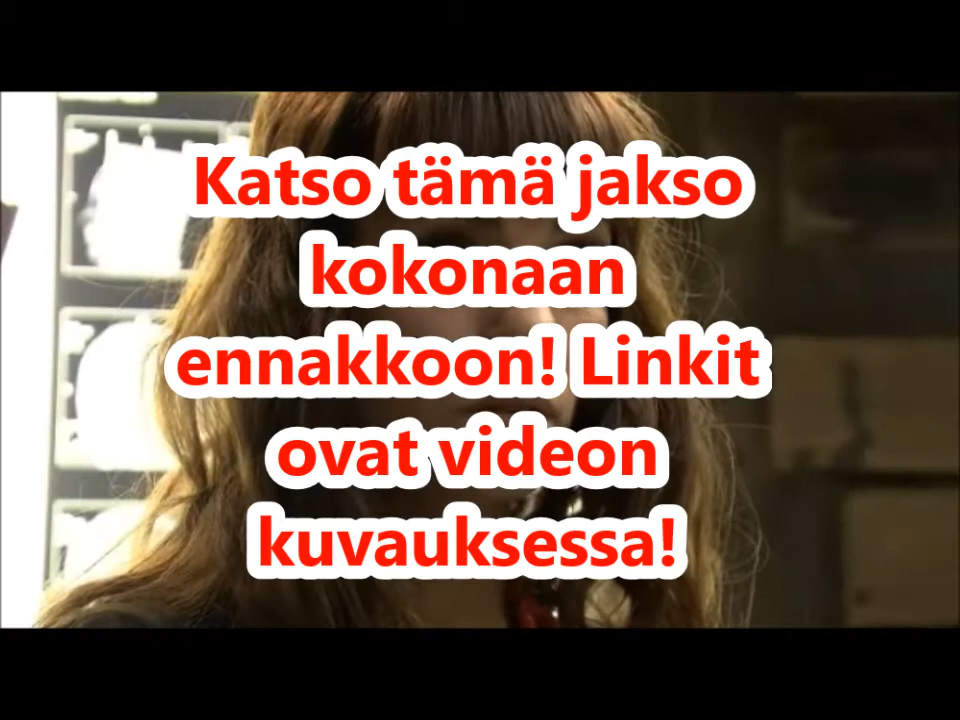 Katso tämä jakso
kokonaan
ennakkoon! Linkit
ovat videon
kuvauksessa!